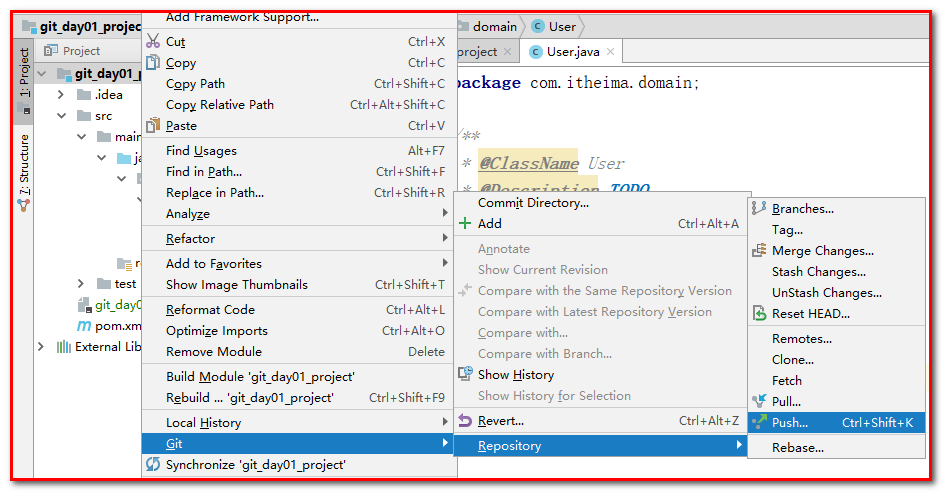 git_day01_projec
domain
User
1: Project
7: Structure
Project
git_day01_p
.idea
src
main
ja
test
git_day0
pom.xm
External Lib
project
User.java
package com.itheima.domain;
/**
* @ClassName User
* @Description TODO
Add Framework Support...
Cut Ctrl+X
Copy Ctrl+C
Copy Path Ctrl+Shift+C
Copy Relative Path Ctrl+Alt+Shift+C
Paste Ctrl+V
Find Usages Alt+F7
Find in Path... Ctrl+Shift+F
Replace in Path... Ctrl+Shift+R
Analyze
Refactor
Add to Favorites
Show Image Thumbnails Ctrl+Shift+T
Reformat Code Ctrl+Alt+L
Optimize Imports Ctrl+Alt+O
Remove Module Delete
Build Module 'git_day01_project'
Rebuild ... 'git_day01_project' Ctrl+Shift+F9
Local History
Git
Synchronize 'git_day01_project'
Commit Directory...
Add Ctrl+Alt+A
Annotate
Show Current Revision
Compare with the Same Repository Version
Compare with Latest Repository Version
Compare with...
Compare with Branch...
Show History
Show History for Selection
Revert... Ctrl+Alt+Z
Repository
Branches...
Tag...
Merge Changes...
Stash Changes...
UnStash Changes...
Reset HEAD...
Remotes...
Clone...
Fetch
Pull...
Push... Ctrl+Shift+K
Rebase...